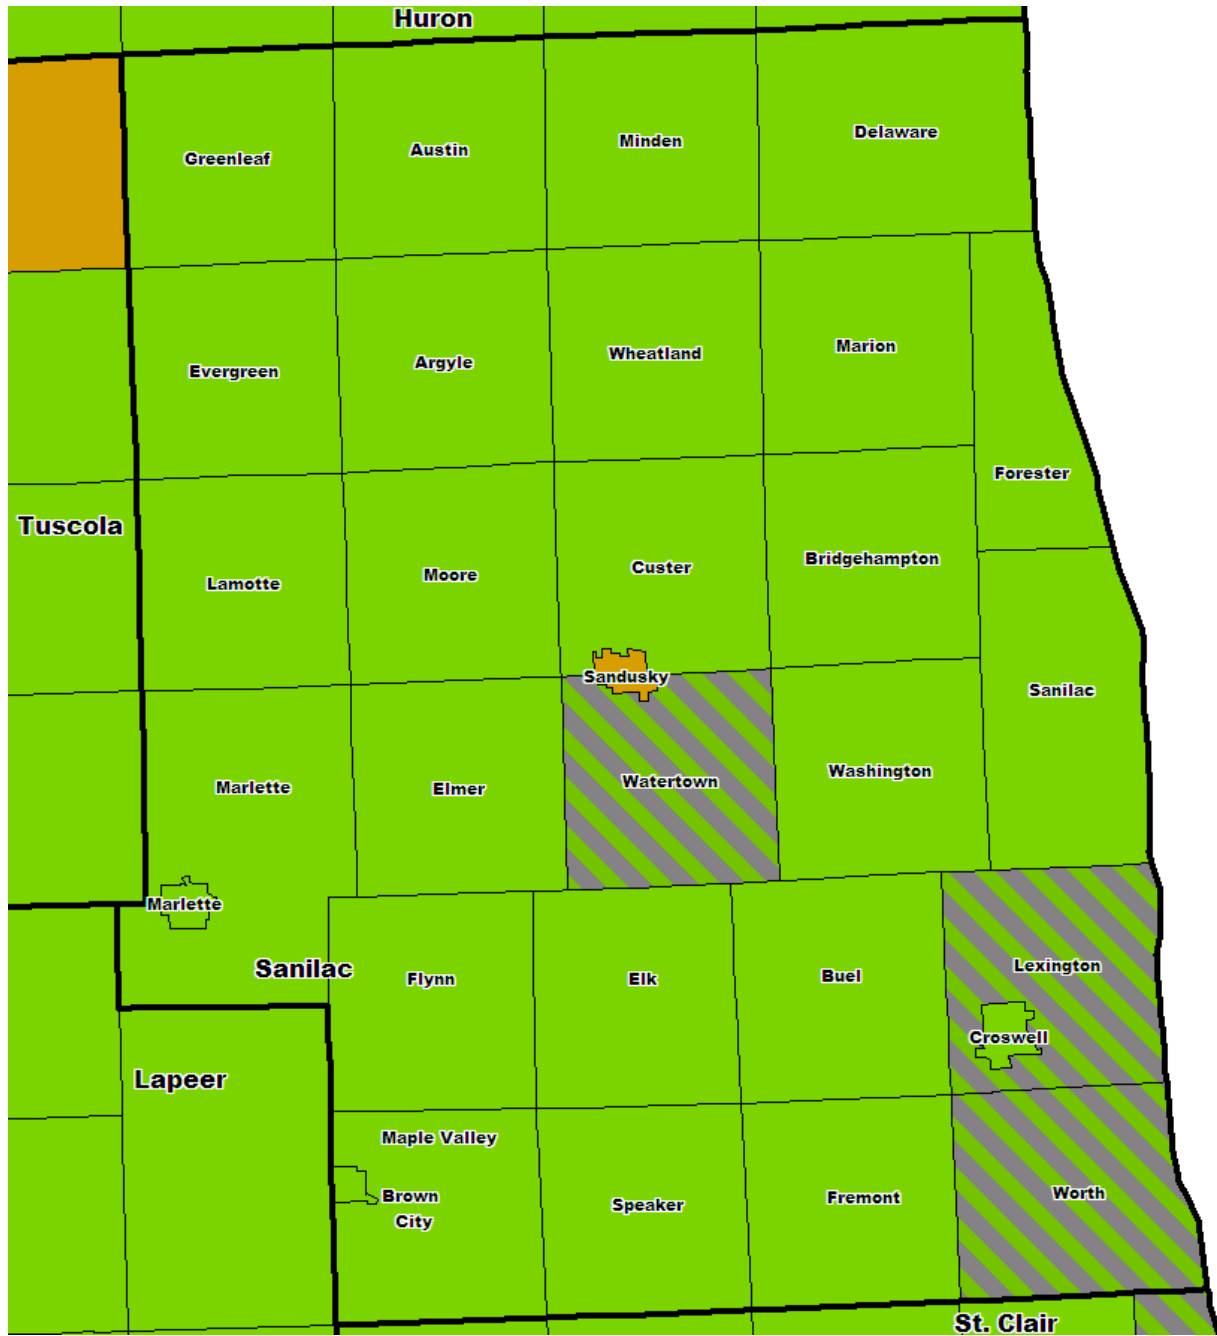 Huron
Delaware
Minden
Austin
Greenleaf
Marion
Wheatland
Argyle
Evergreen
Forester
Tuscola
Bridgehampton
Custer
Moore
Lamotte
Sandusky
Sanilac
Washington
Watertown
Elmer
Marlette
Marlette
Sanilac
Flynn
Elk
Buel
Lexington
Croswell
Lapeer
Maple Valley
Brown
City
Speaker
Fremont
Worth
St. Clair